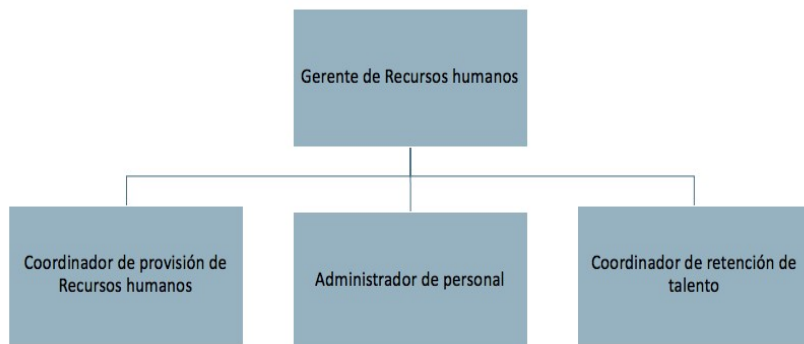 Gerente de Recursos humanos
Coordinador de provisión de
Recursos humanos
Administrador de personal
Coordinador de retención de
talento